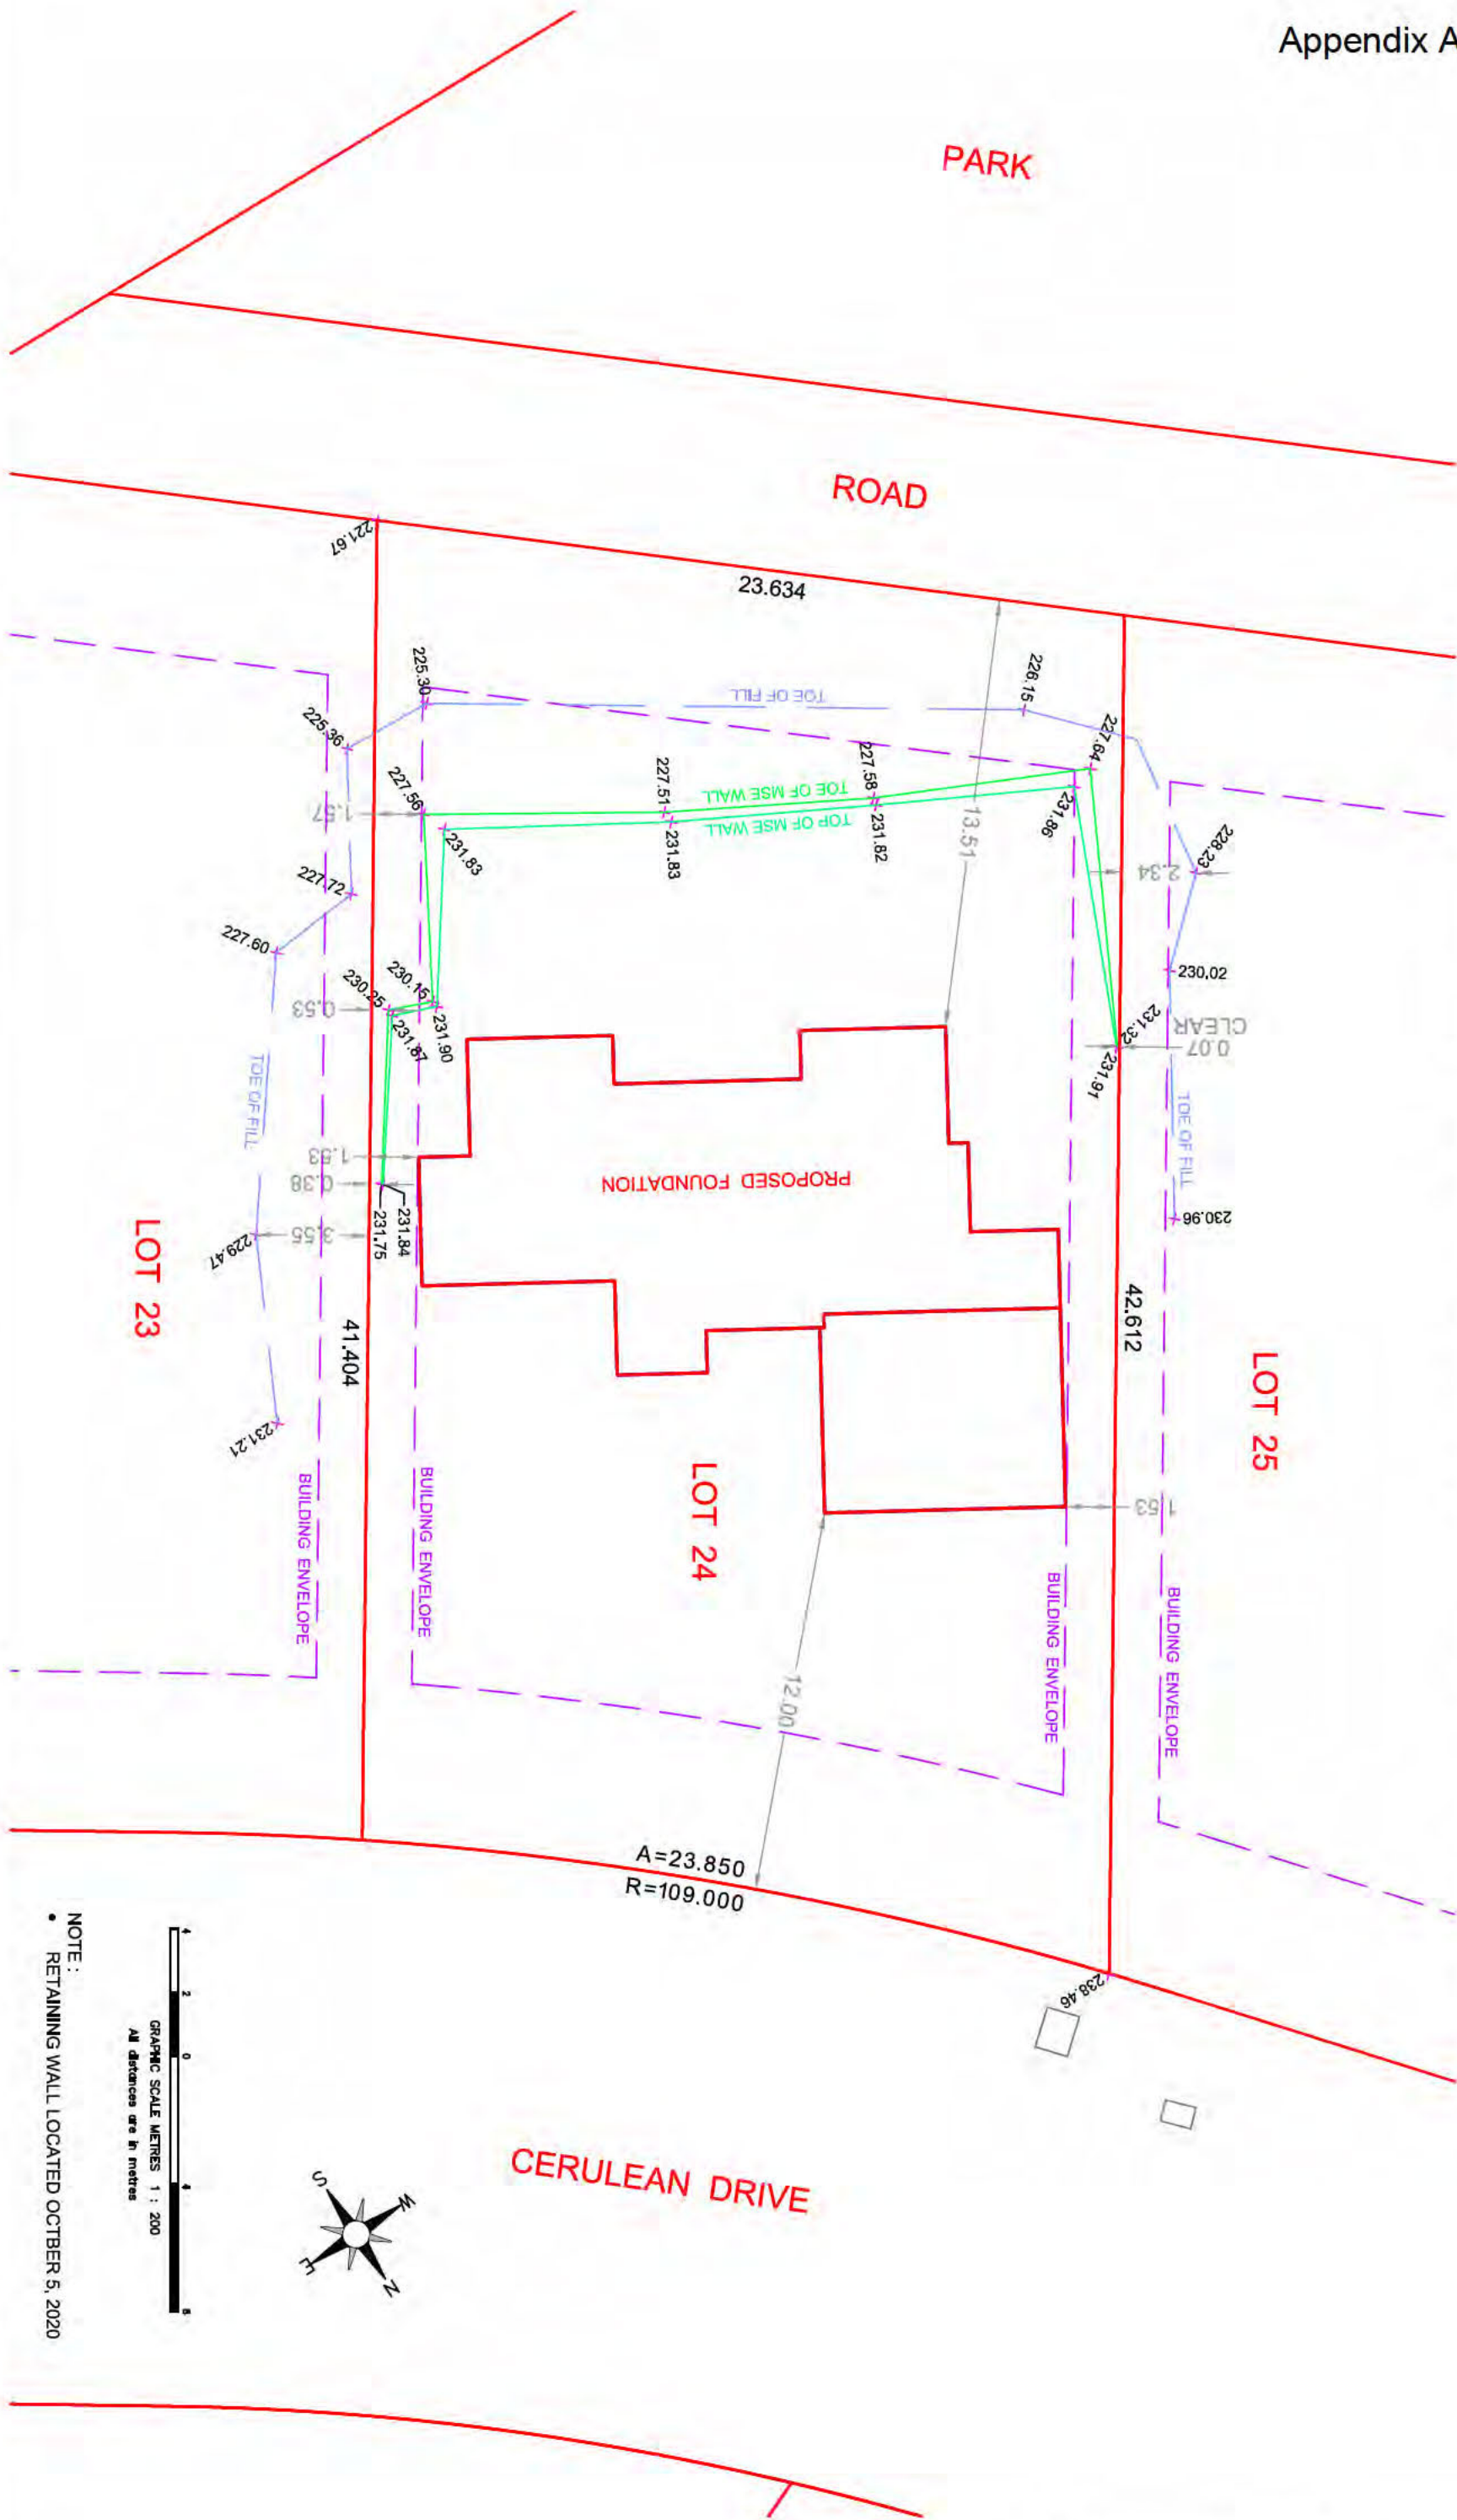 Appendix A
PARK
ROAD
23.634
221.67
225.30
226.15
TOE OF FILL
225.36
227.64
227.56
227.51
227.58
TOE OF MSE WALL
TOP OF MSE WALL
231.86
1.57
231.83
231.83
231.82
13.51
228.23
2.34
227.72
227.60
230.15
230.25
230.02
0.53
231.87
231.90
231.32
CLEAR
0.07
231.91
TOE OF FILL
TOE OF FILL
1.53
0.38
PROPOSED FOUNDATION
230.96
229.47
3.55
231.75
231.84
LOT 23
41.404
42.612
LOT 25
231.21
LOT 24
1.53
BUILDING ENVELOPE
BUILDING ENVELOPE
BUILDING ENVELOPE
BUILDING ENVELOPE
12.00
A=23.850
R=109.000
238.46
NOTE :
• RETAINING WALL LOCATED OCTBER 5, 2020
4 2 0 4 8
GRAPHIC SCALE METRES 1 : 200
All distances are in metres
S W
E N
CERULEAN DRIVE